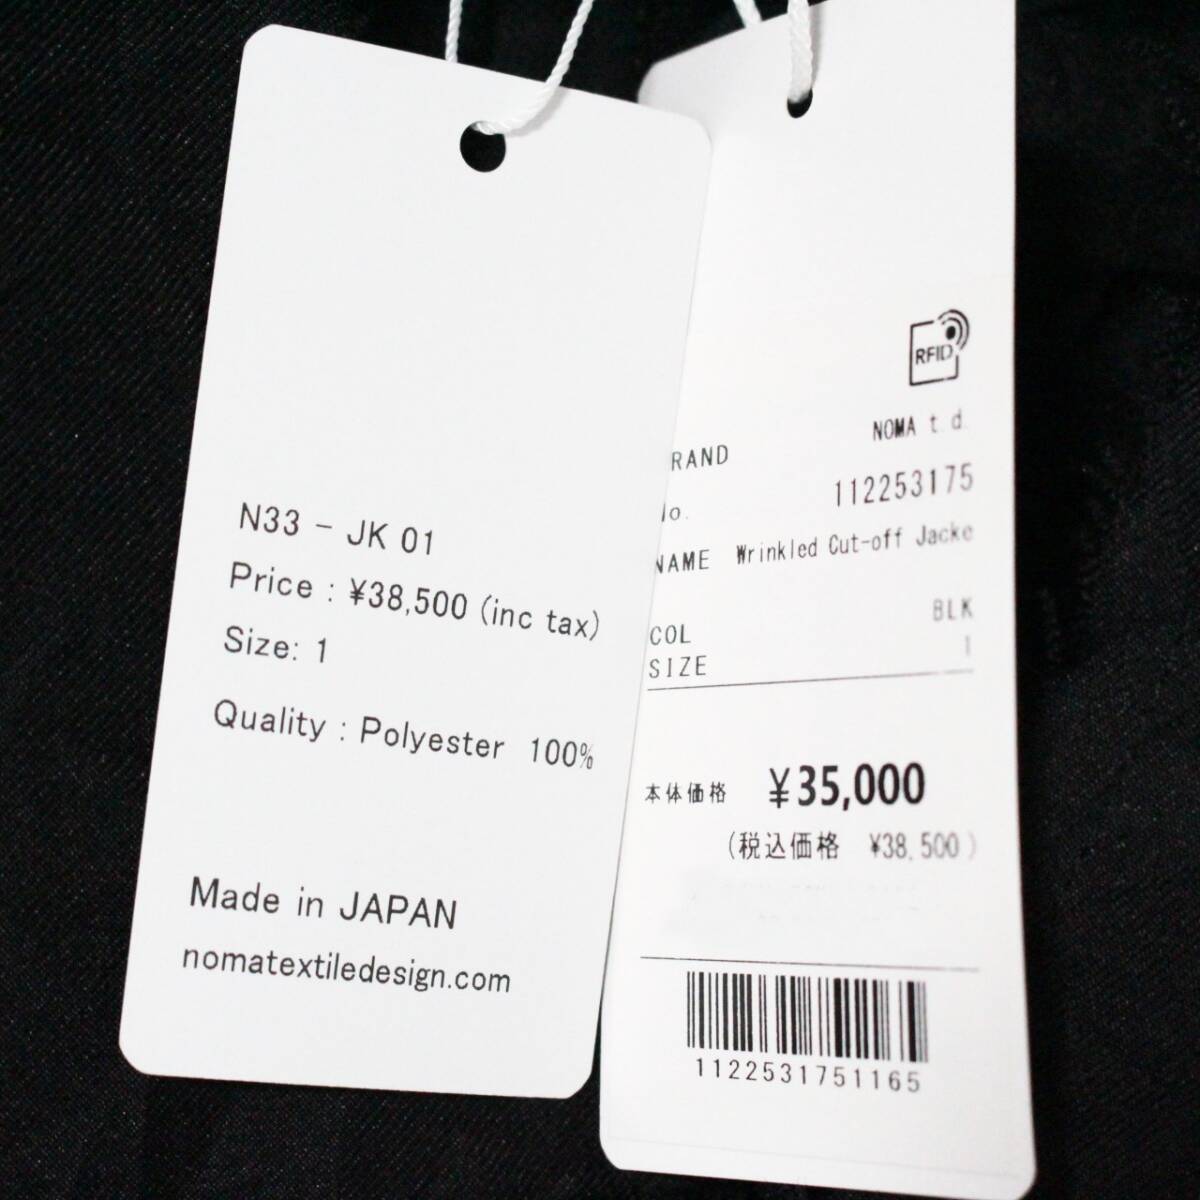 N33 - JK 01
Price : ¥38,500 (inc tax)
Size: 1
Quality : Polyester 100%
Made in JAPAN
nomatextiledesign.com
RFID
RAND NOMA t.d.
No. 112253175
NAME Wrinkled Cut-off Jacke
COL BLK
SIZE 1
本体価格 ¥35,000
(税込価格 ¥38,500)
1122531751165